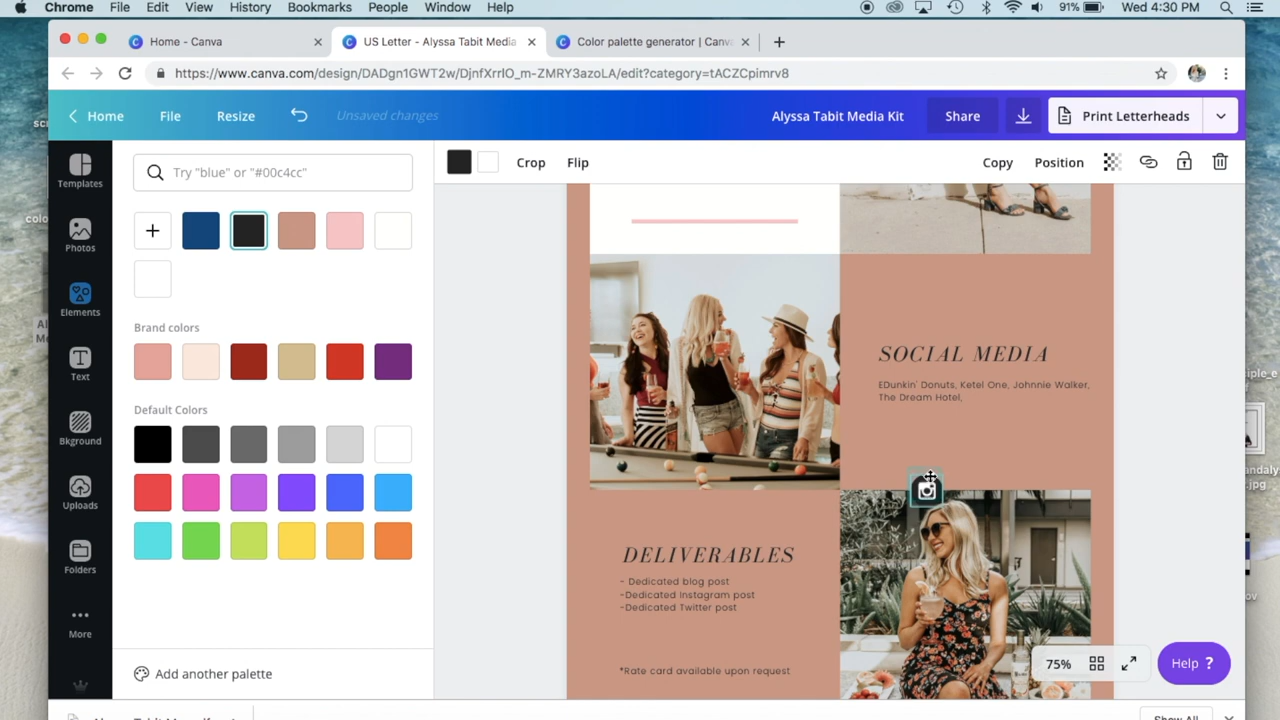 Chrome File Edit View History Bookmarks People Window Help 91% Wed 4:30 PM
Home - Canva
US Letter - Alyssa Tabit Media
Color palette generator | Canv
https://www.canva.com/design/DADgn1GWT2w/DjnfXrrlO_m-ZMRY3azoLA/edit?category=tACZCpimrv8
Home File Resize Unsaved changes Alyssa Tabit Media Kit Share Print Letterheads
Try "blue" or "#00c4cc"
Crop Flip Copy Position
Templates
Photos
Elements
Text
Bkground
Uploads
Folders
More
Brand colors
Default Colors
Add another palette
SOCIAL MEDIA
EDunkin' Donuts, Ketel One, Johnnie Walker,
The Dream Hotel,
DELIVERABLES
- Dedicated blog post
-Dedicated Instagram post
-Dedicated Twitter post
*Rate card available upon request
75%
Help ?
Show All